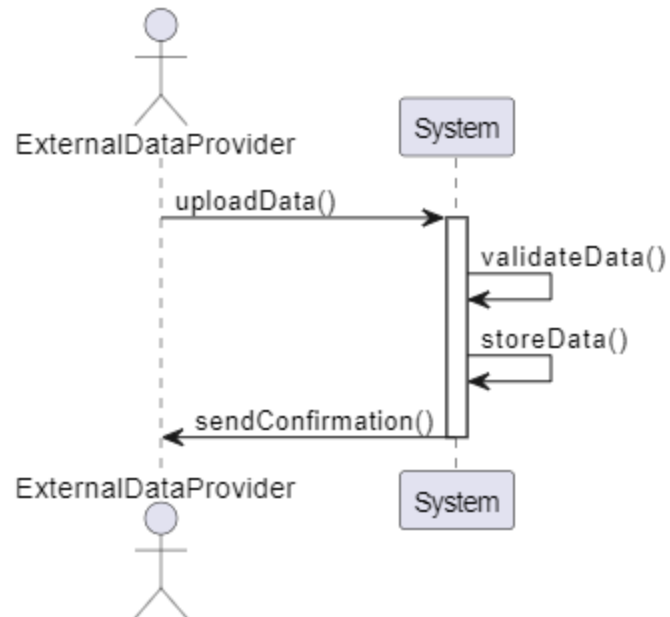 ExternalDataProvider
System
uploadData()
validateData()
storeData()
sendConfirmation()
ExternalDataProvider
System